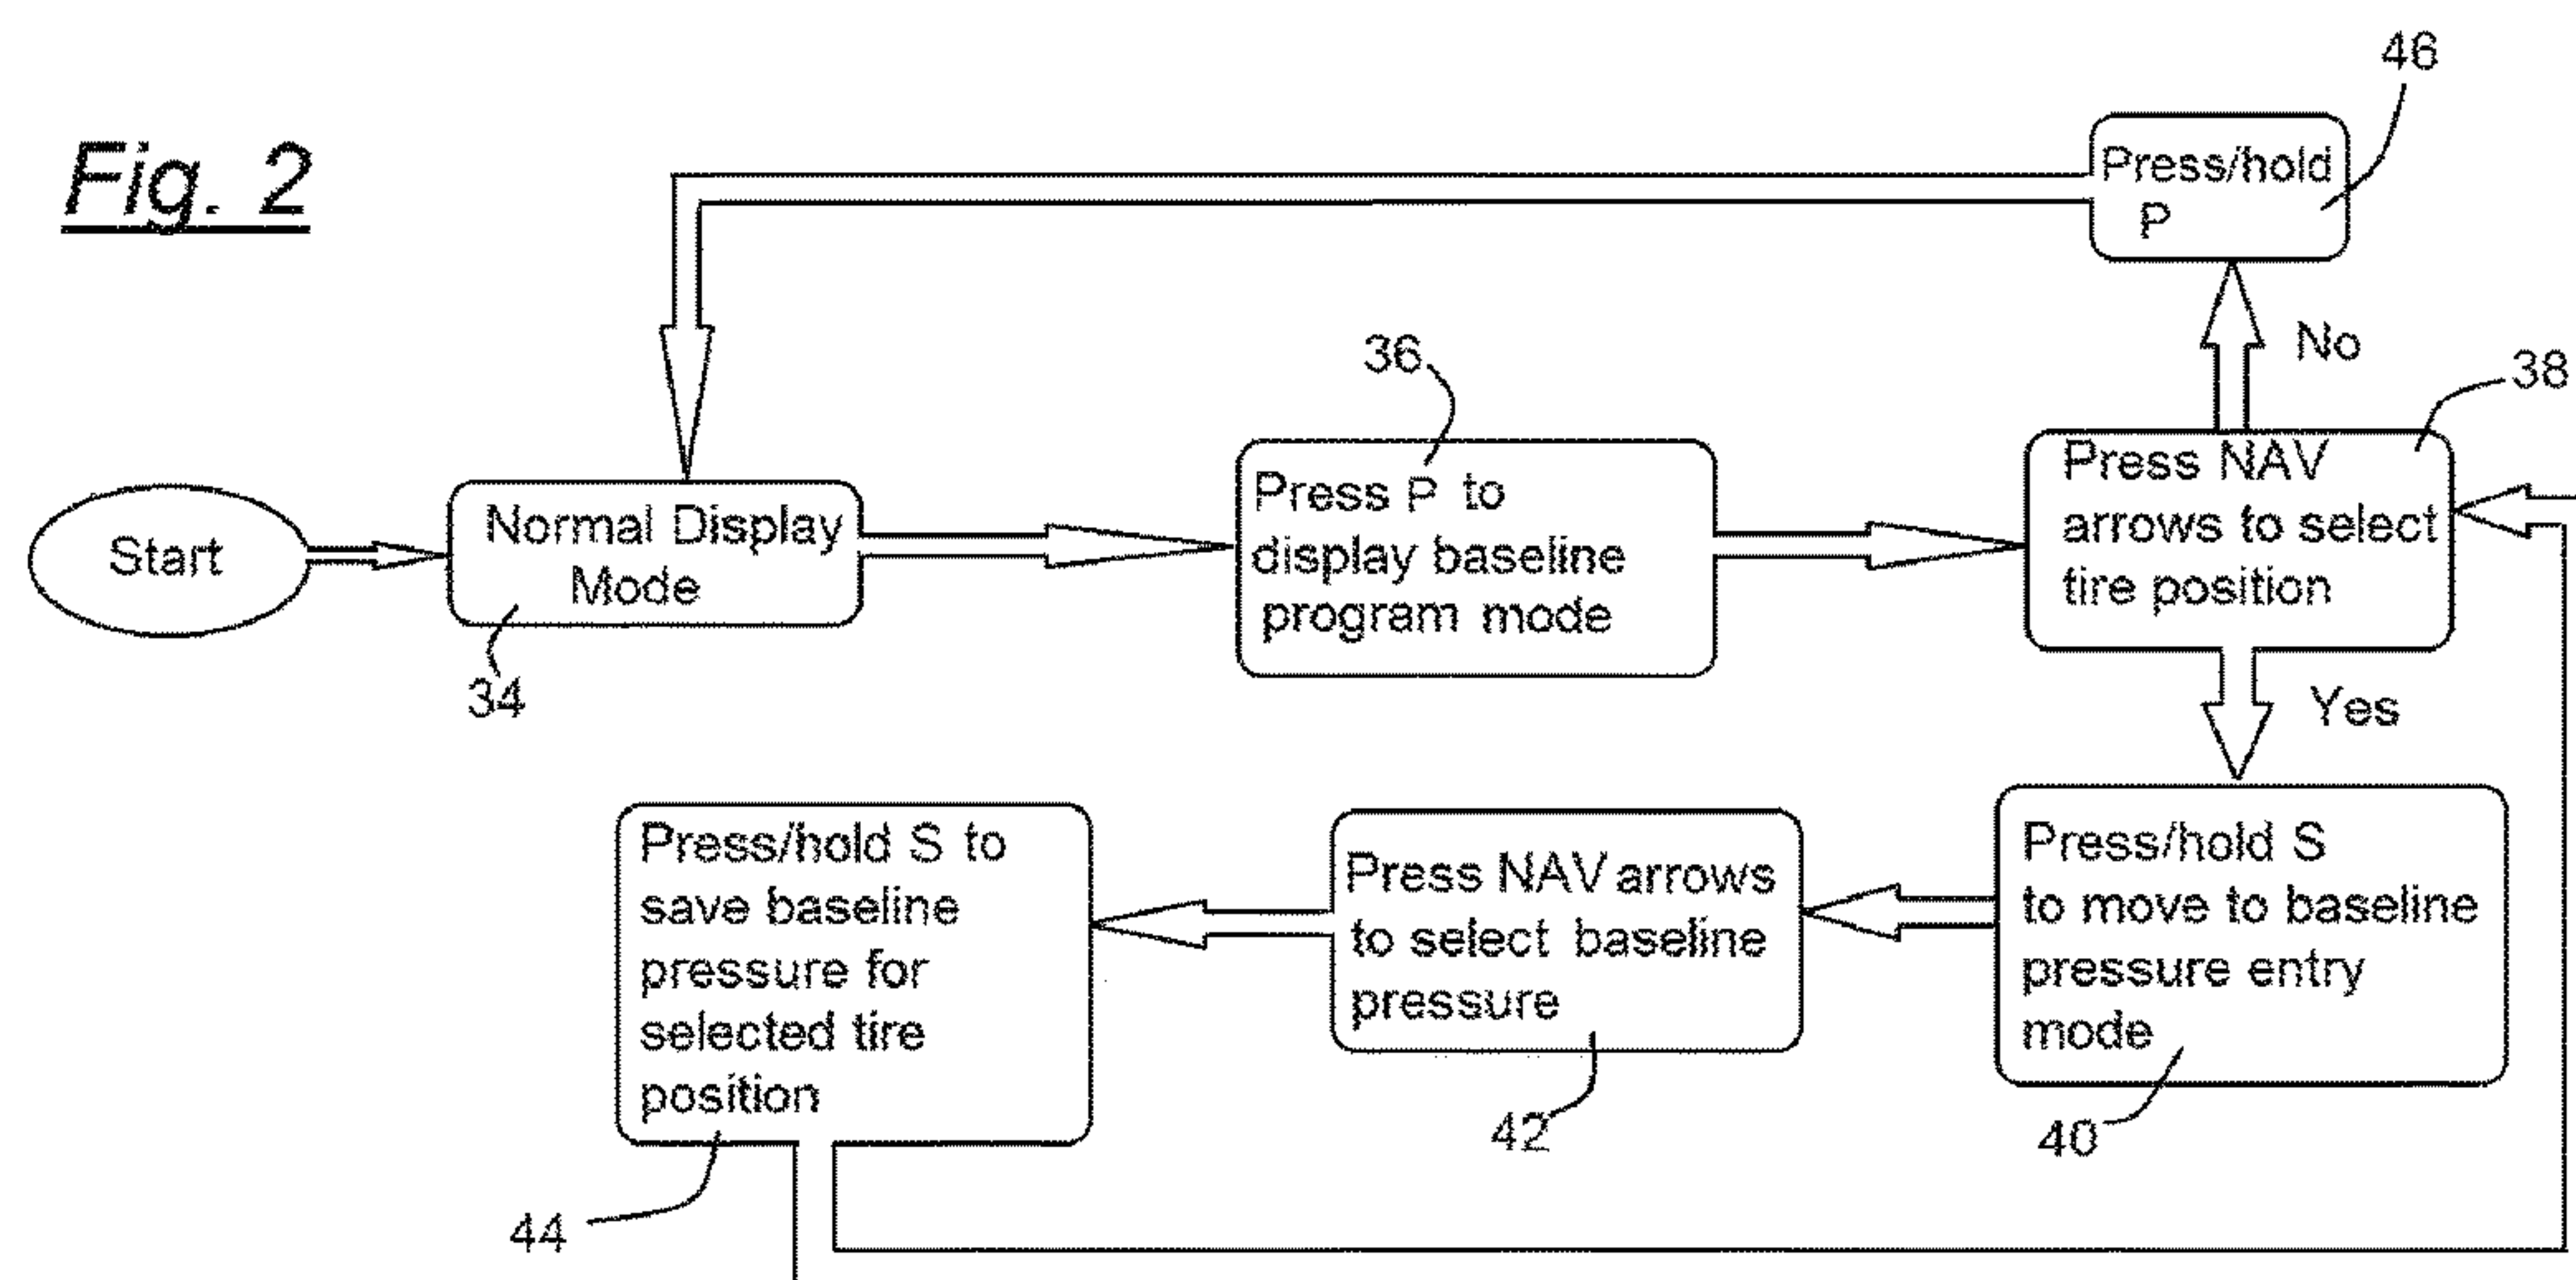 Fig. 2
46
Press/hold
P
No
36
38
Start
Normal Display
Mode
34
Press P to
display baseline
program mode
Press NAV
arrows to select
tire position
Yes
Press/hold S to
save baseline
pressure for
selected tire
position
44
Press NAV arrows
to select baseline
pressure
42
Press/hold S
to move to baseline
pressure entry
mode
40